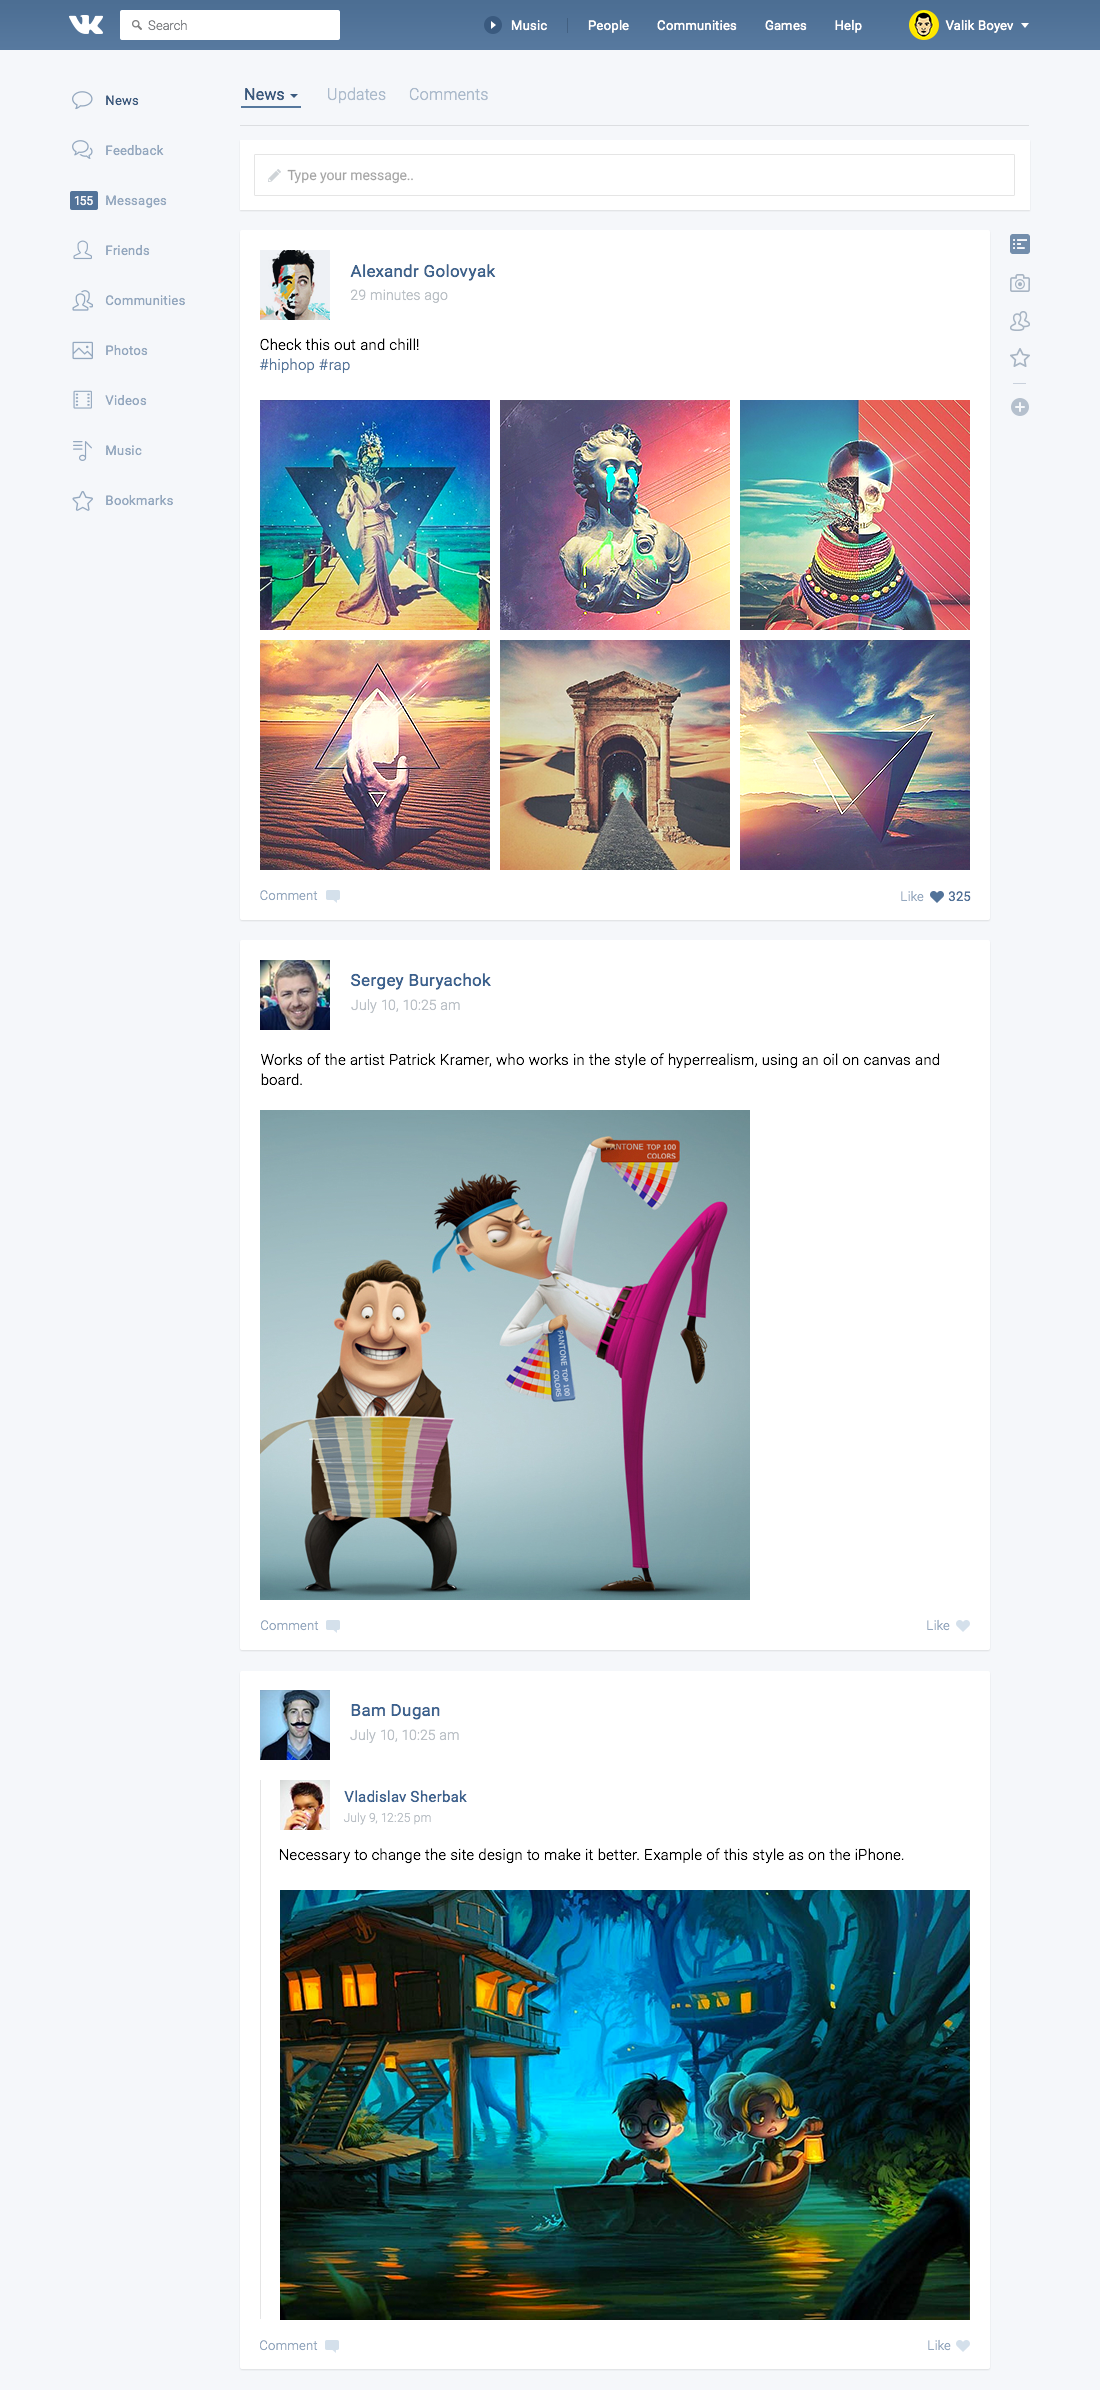 Search
Music
People
Communities
Games
Help
Valik Boyev
News
Feedback
155 Messages
Friends
Communities
Photos
Videos
Music
Bookmarks
News
Updates
Comments
Type your message..
Alexandr Golovyak
29 minutes ago
Check this out and chill!
#hiphop #rap
Comment
Like 325
Sergey Buryachok
July 10, 10:25 am
Works of the artist Patrick Kramer, who works in the style of hyperrealism, using an oil on canvas and
board.
PANTONE TOP 100
COLORS
PANTONE TOP 100
COLORS
Comment
Like
Bam Dugan
July 10, 10:25 am
Vladislav Sherbak
July 9, 12:25 pm
Necessary to change the site design to make it better. Example of this style as on the iPhone.
Comment
Like